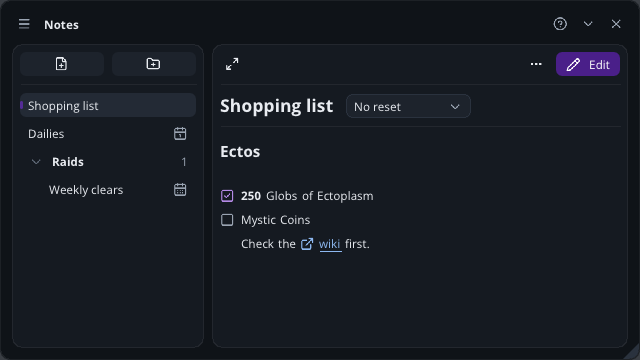 Notes
Edit
Shopping list
Dailies
Raids 1
Weekly clears
Shopping list No reset
Ectos
250 Globs of Ectoplasm
Mystic Coins
Check the wiki first.